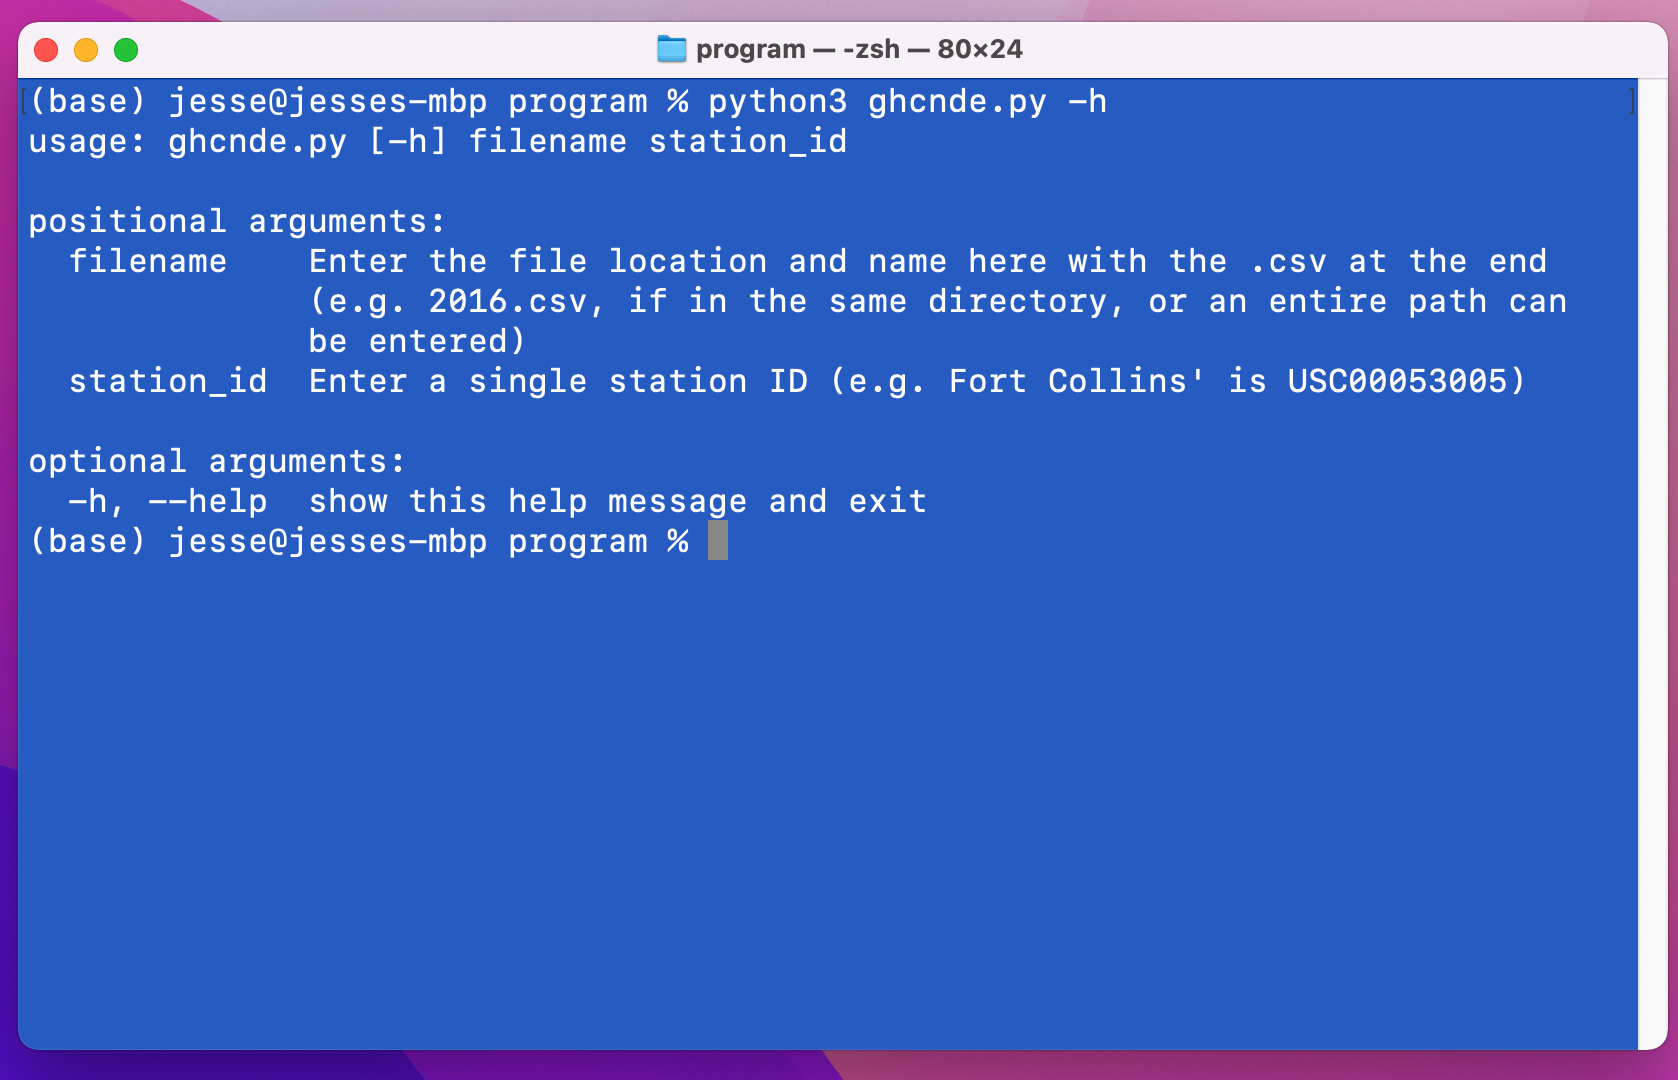 program — -zsh — 80×24
(base) jesse@jesses-mbp program % python3 ghcnde.py -h
usage: ghcnde.py [-h] filename station_id
positional arguments:
  filename    Enter the file location and name here with the .csv at the end
              (e.g. 2016.csv, if in the same directory, or an entire path can
              be entered)
  station_id  Enter a single station ID (e.g. Fort Collins' is USC00053005)
optional arguments:
  -h, --help  show this help message and exit
(base) jesse@jesses-mbp program %